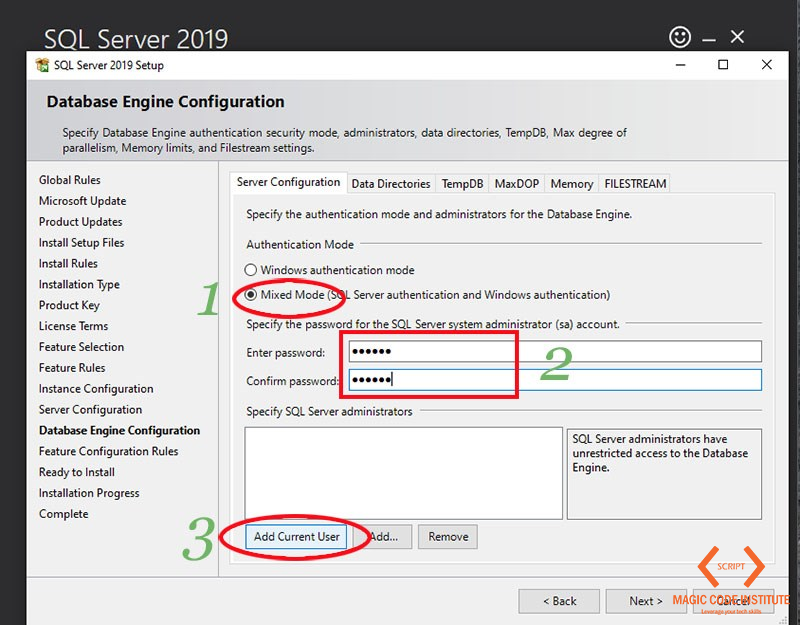 SQL Server 2019
SQL Server 2019 Setup
Database Engine Configuration
Specify Database Engine authentication security mode, administrators, data directories, TempDB, Max degree of
parallelism, Memory limits, and Filestream settings.
Global Rules
Microsoft Update
Product Updates
Install Setup Files
Install Rules
Installation Type
Product Key
License Terms
Feature Selection
Feature Rules
Instance Configuration
Server Configuration
Database Engine Configuration
Feature Configuration Rules
Ready to Install
Installation Progress
Complete
Server Configuration Data Directories TempDB MaxDOP Memory FILESTREAM
Specify the authentication mode and administrators for the Database Engine.
Authentication Mode
Windows authentication mode
1
Mixed Mode (SQL Server authentication and Windows authentication)
Specify the password for the SQL Server system administrator (sa) account.
Enter password: ●●●●●●
Confirm password: ●●●●●●
2
Specify SQL Server administrators
SQL Server administrators have
unrestricted access to the Database
Engine.
3
Add Current User Add... Remove
< Back Next > Cancel
SCRIPT
MAGIC CODE INSTITUTE
Leverage your tech skills